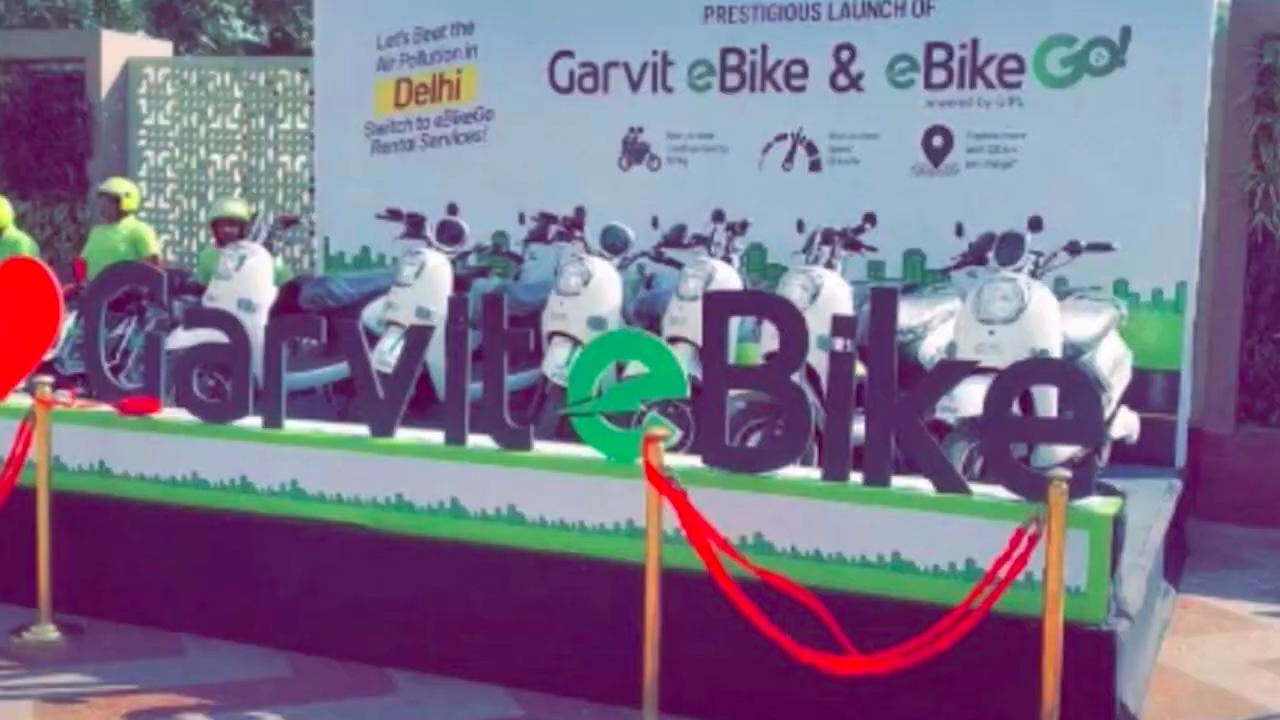 PRESTIGIOUS LAUNCH OF
Garvit eBike & eBikeGo!
Let's Beat the
Air Pollution in
Delhi
Switch to eBikeGo
Rental Services!
Garvit eBike